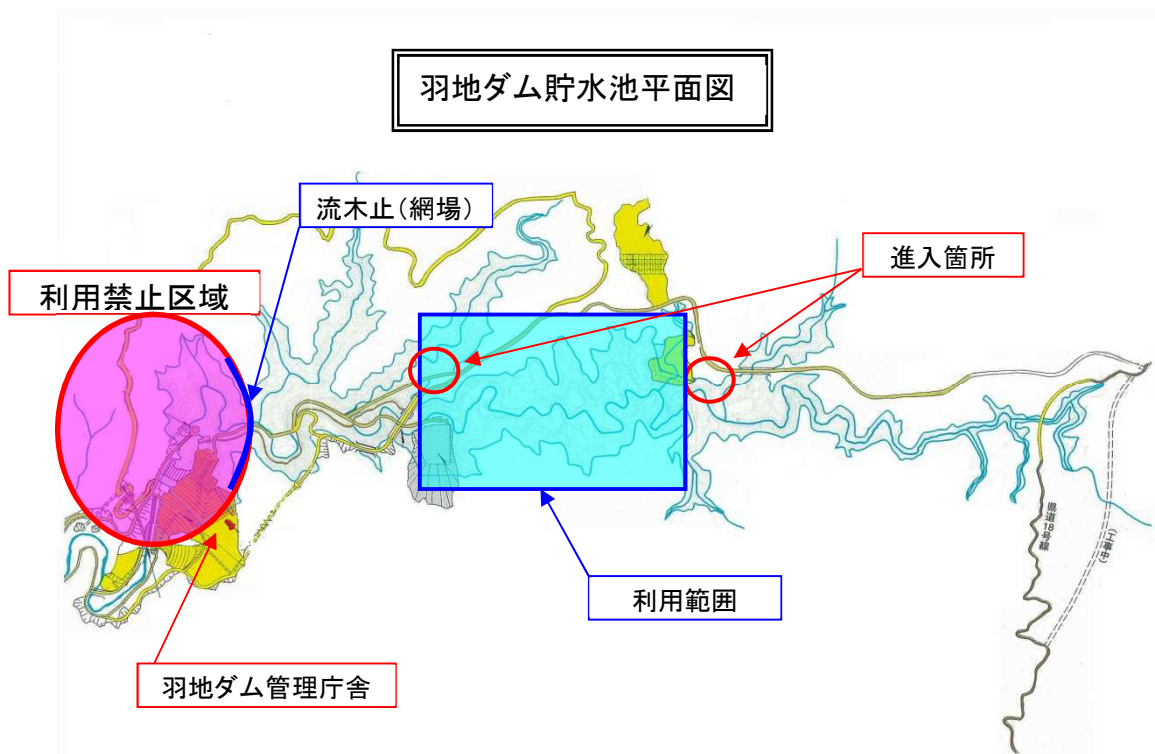 羽地ダム貯水池平面図
流木止(網場)
進入箇所
利用禁止区域
利用範囲
羽地ダム管理庁舎
県道18号線
(工事中)